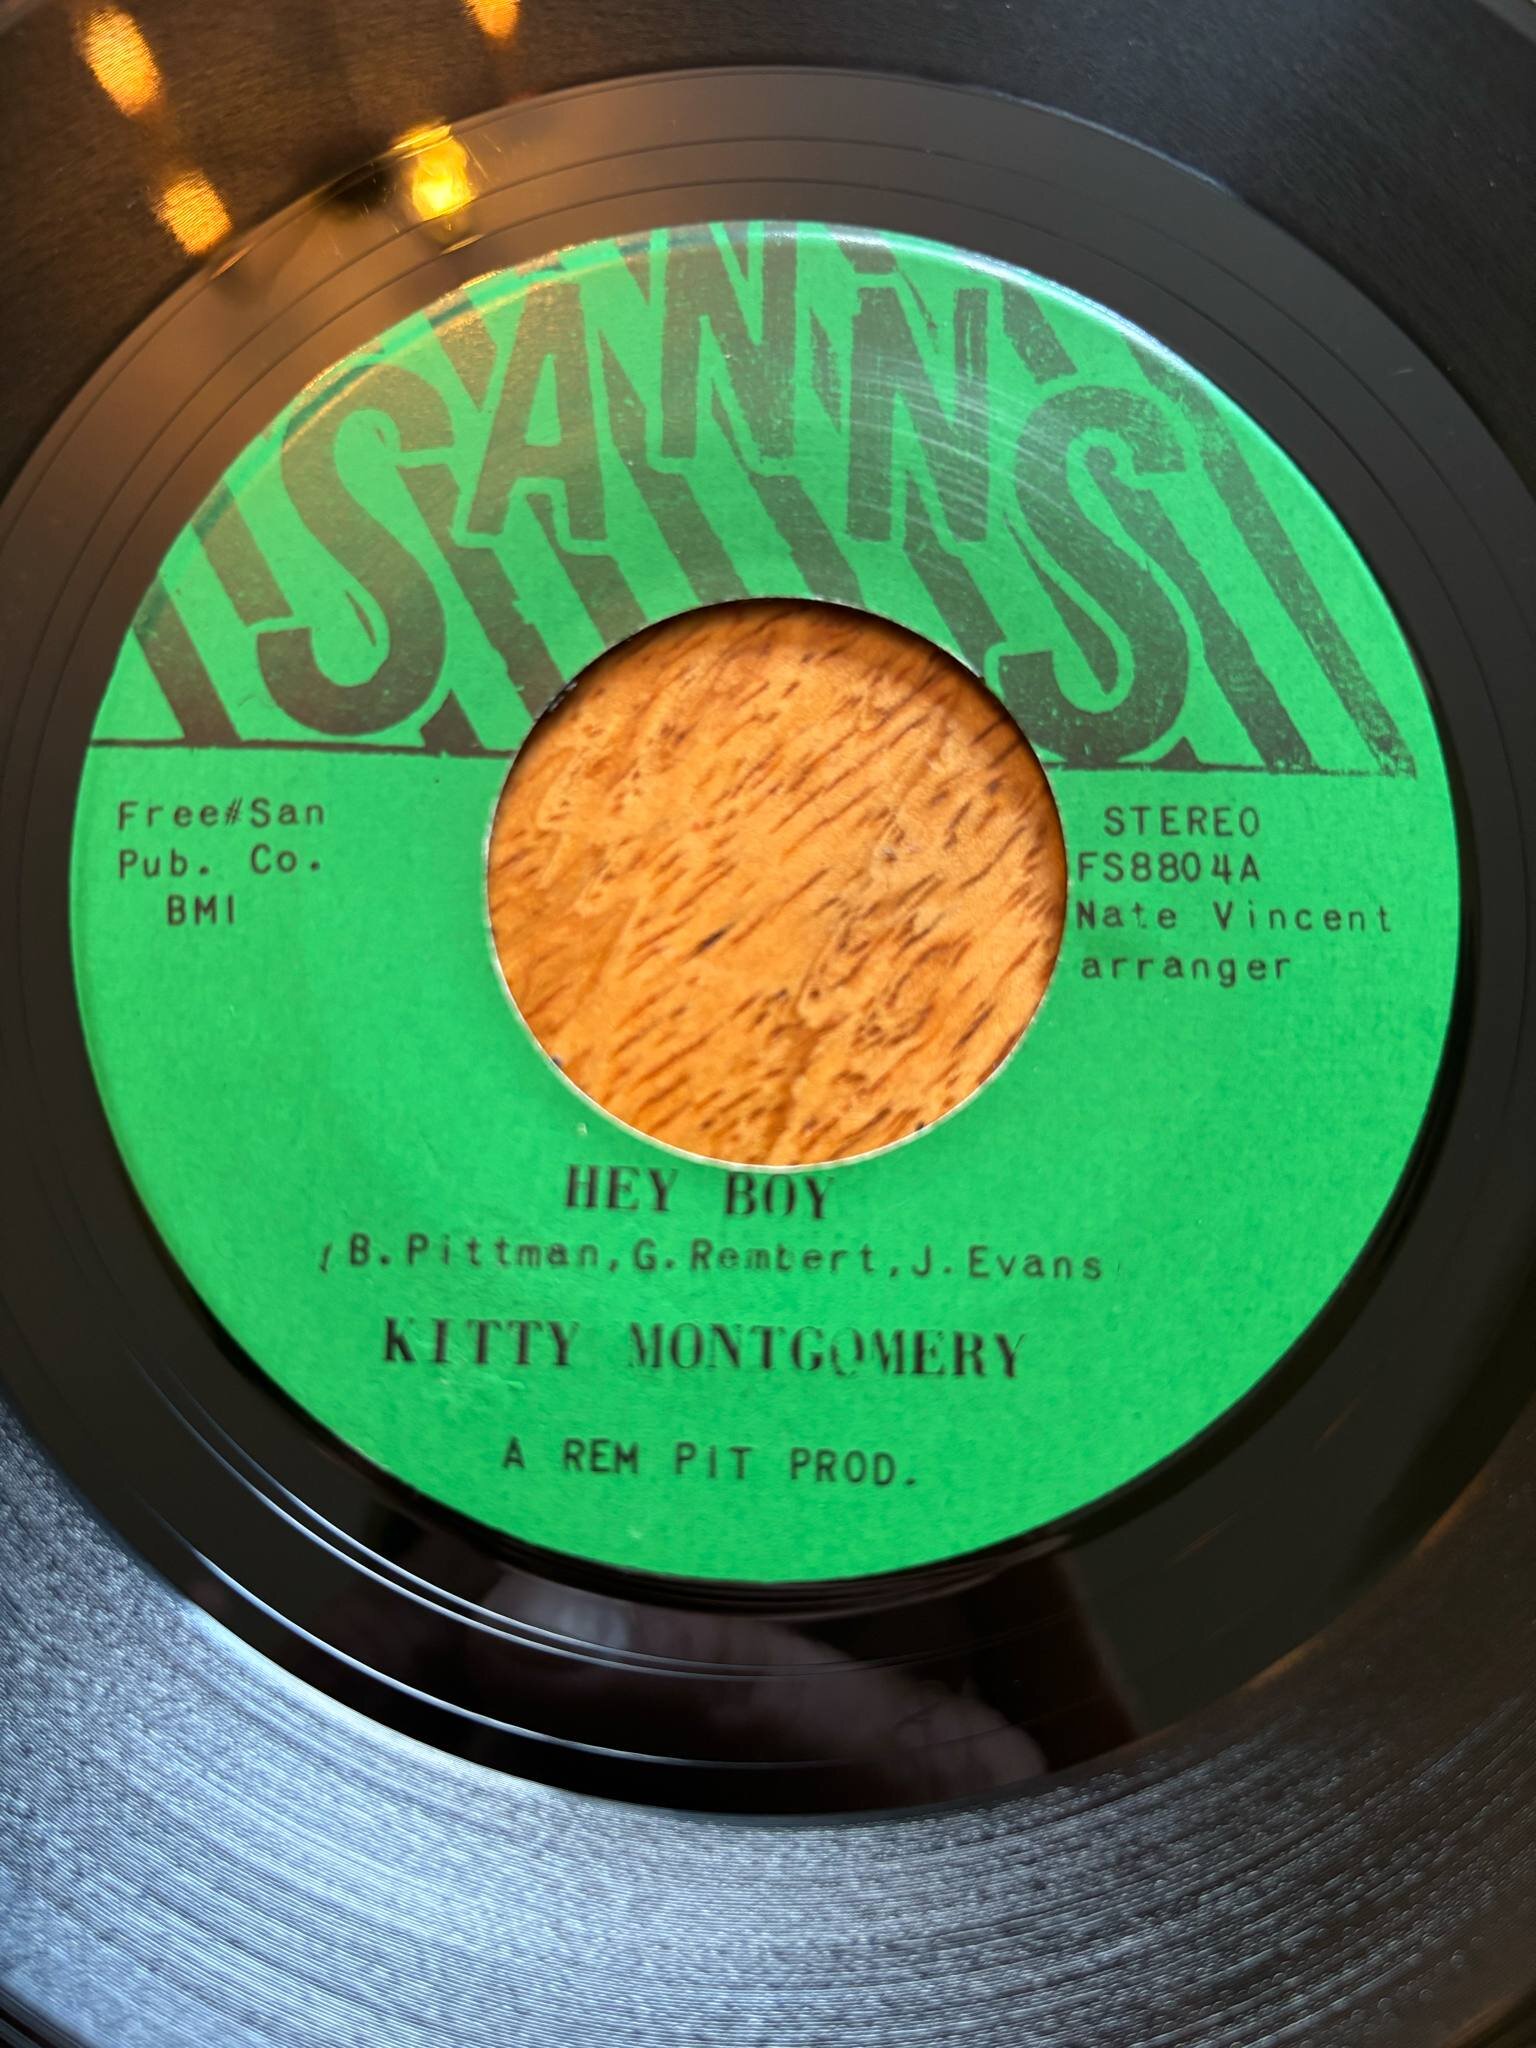 SANNS
Free#San
Pub. Co.
BMI
STEREO
FS8804A
Nate Vincent
arranger
HEY BOY
(B.Pittman,G.Rembert,J.Evans)
KITTY MONTGOMERY
A REM PIT PROD.